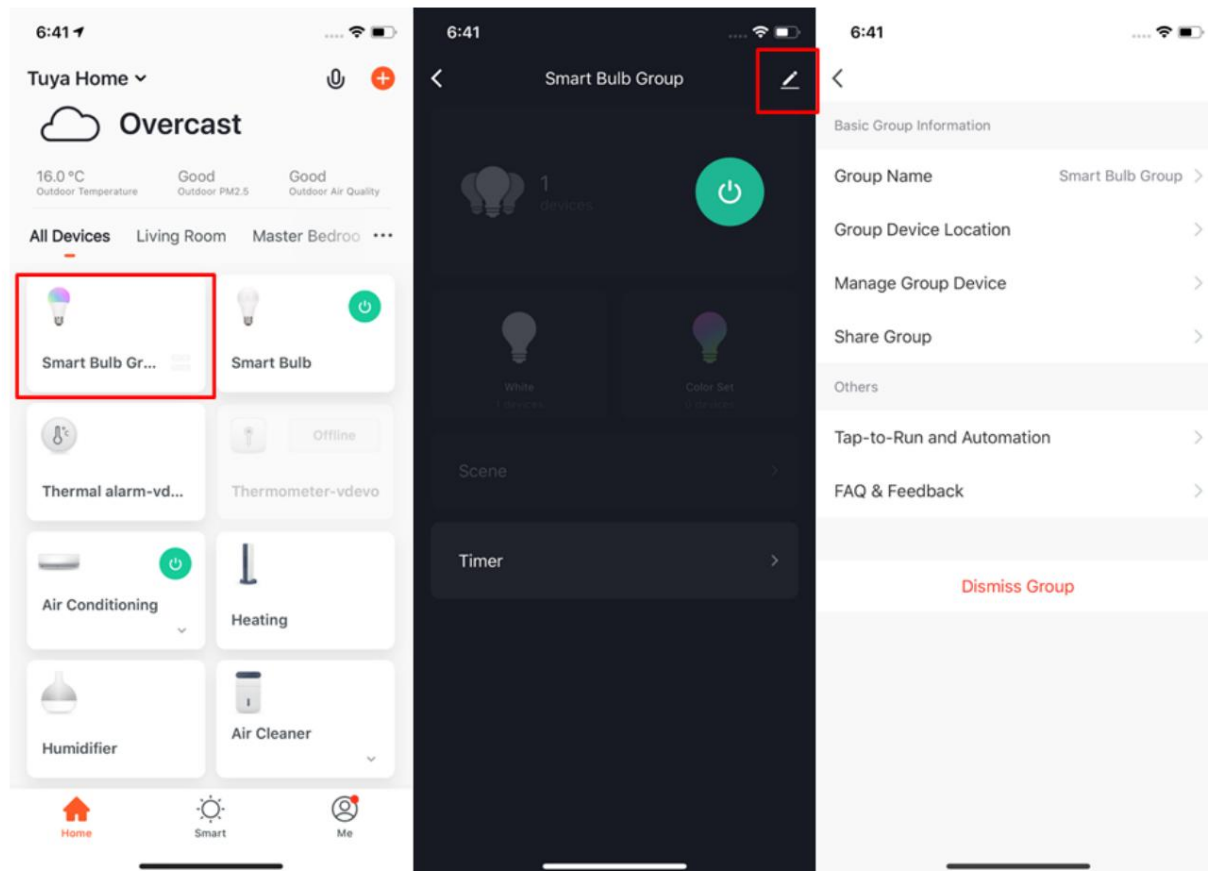 6:41
Tuya Home
Overcast
16.0 °C Good Good
Outdoor Temperature Outdoor PM2.5 Outdoor Air Quality
All Devices Living Room Master Bedroo
Smart Bulb Gr... Smart Bulb
Offline
Thermal alarm-vd... Thermometer-vdevo
Air Conditioning
Heating
Humidifier
Air Cleaner
Home Smart Me
6:41
Smart Bulb Group
1
devices
White Color Set
1 devices 0 devices
Scene
Timer
6:41
Basic Group Information
Group Name Smart Bulb Group
Group Device Location
Manage Group Device
Share Group
Others
Tap-to-Run and Automation
FAQ & Feedback
Dismiss Group